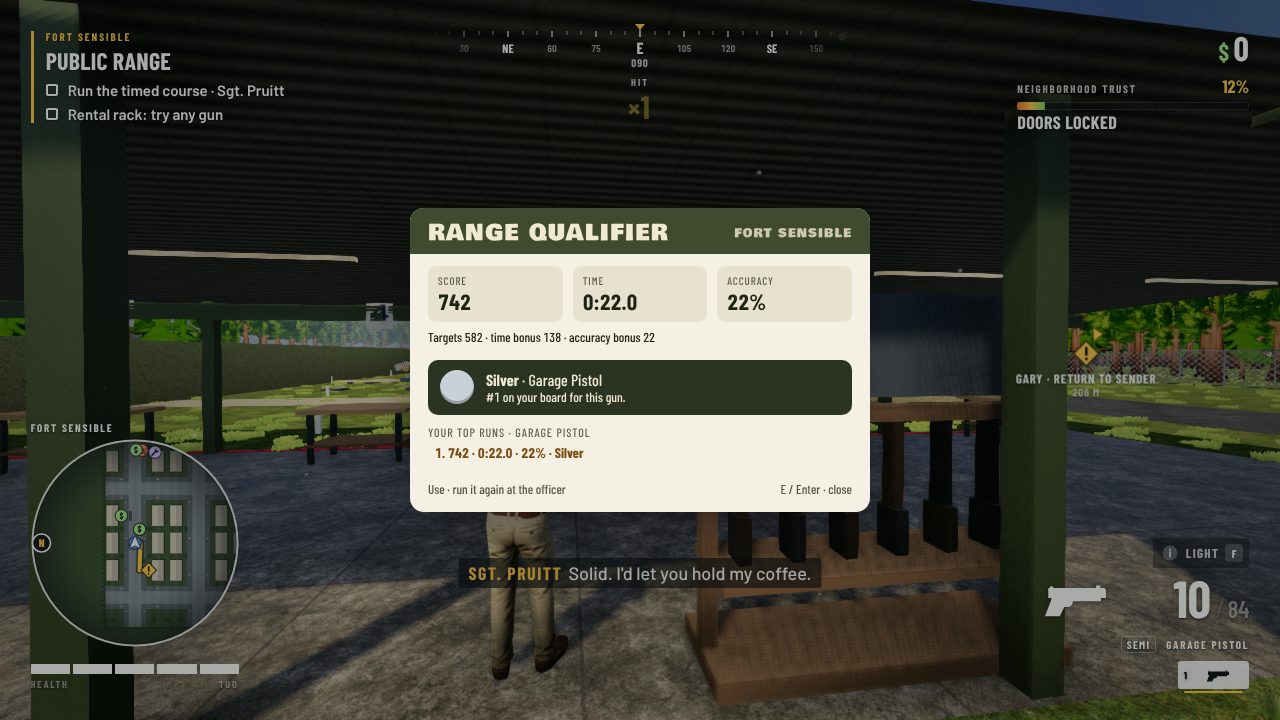 FORT SENSIBLE
PUBLIC RANGE
Run the timed course · Sgt. Pruitt
Rental rack: try any gun
30 NE 60 75 E 105 120 SE 150
090
HIT
×1
$ 0
NEIGHBORHOOD TRUST 12%
DOORS LOCKED
RANGE QUALIFIER FORT SENSIBLE
SCORE TIME ACCURACY
742 0:22.0 22%
Targets 582 · time bonus 138 · accuracy bonus 22
Silver · Garage Pistol
#1 on your board for this gun.
YOUR TOP RUNS · GARAGE PISTOL
1. 742 · 0:22.0 · 22% · Silver
Use · run it again at the officer E / Enter · close
GARY · RETURN TO SENDER
206 M
FORT SENSIBLE
N
SGT. PRUITT Solid. I'd let you hold my coffee.
LIGHT F
10 / 84
SEMI GARAGE PISTOL
1
HEALTH 100